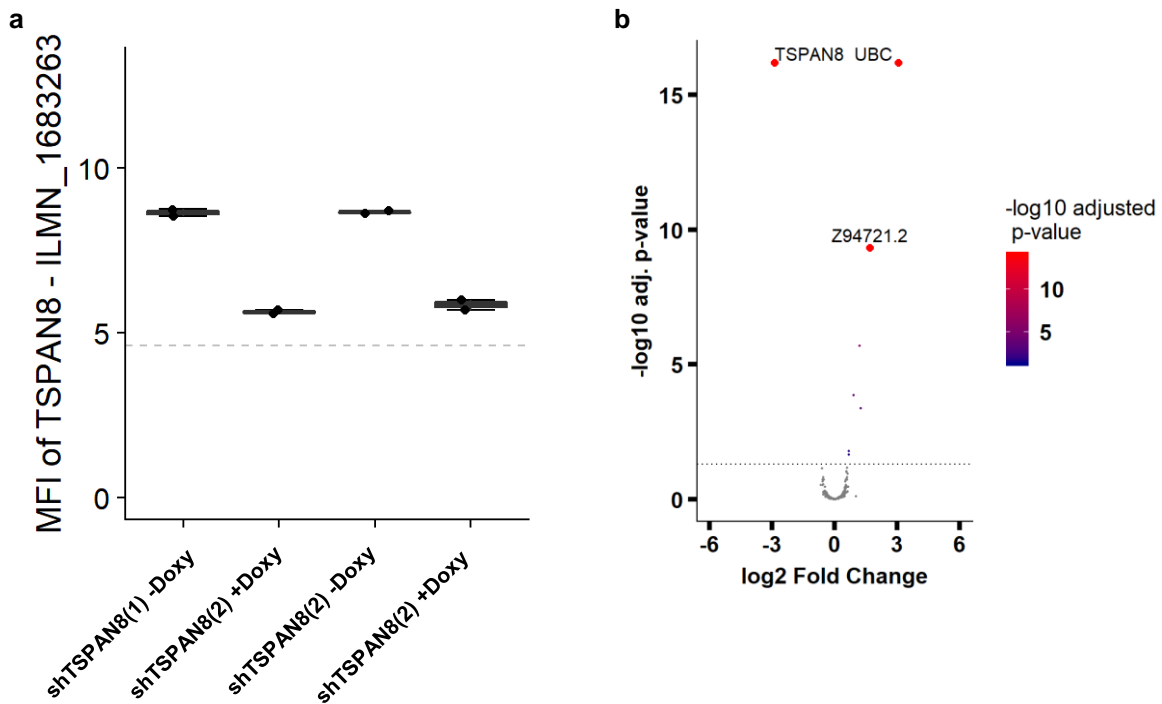 a
MFI of TSPAN8 - ILMN_1683263
10
5
0
shTSPAN8(1) -Doxy
shTSPAN8(2) +Doxy
shTSPAN8(2) -Doxy
shTSPAN8(2) +Doxy
b
-log10 adj. p-value
15
10
5
0
TSPAN8 UBC
Z94721.2
-6 -3 0 3 6
log2 Fold Change
-log10 adjusted
p-value
10
5